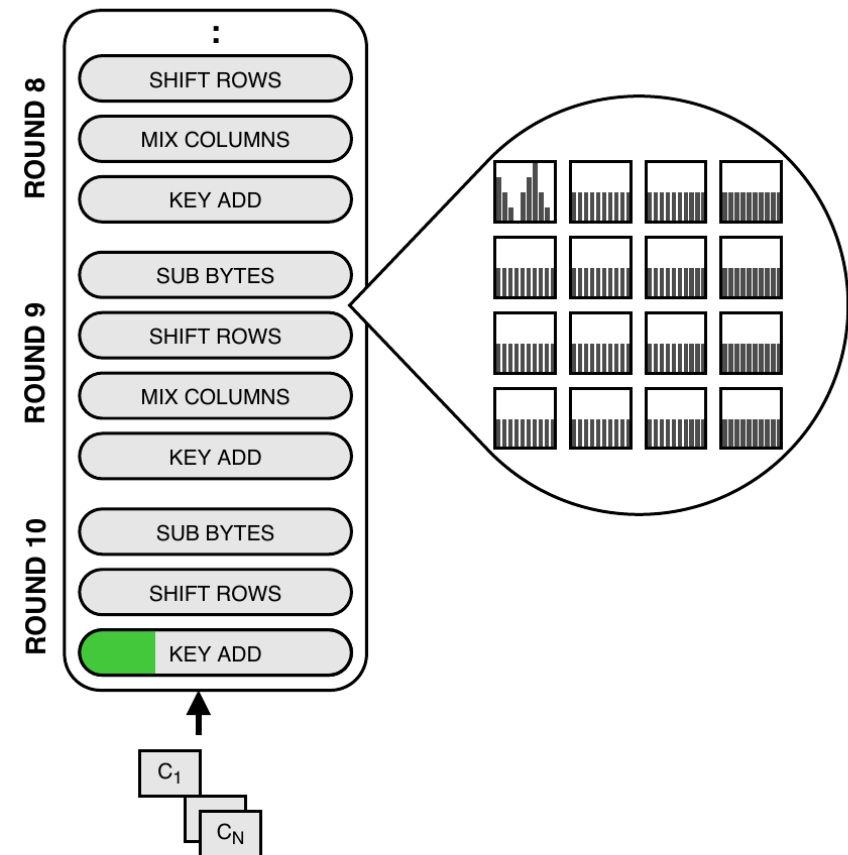 :
ROUND 8
SHIFT ROWS
MIX COLUMNS
KEY ADD
ROUND 9
SUB BYTES
SHIFT ROWS
MIX COLUMNS
KEY ADD
ROUND 10
SUB BYTES
SHIFT ROWS
KEY ADD
C₁
C_N